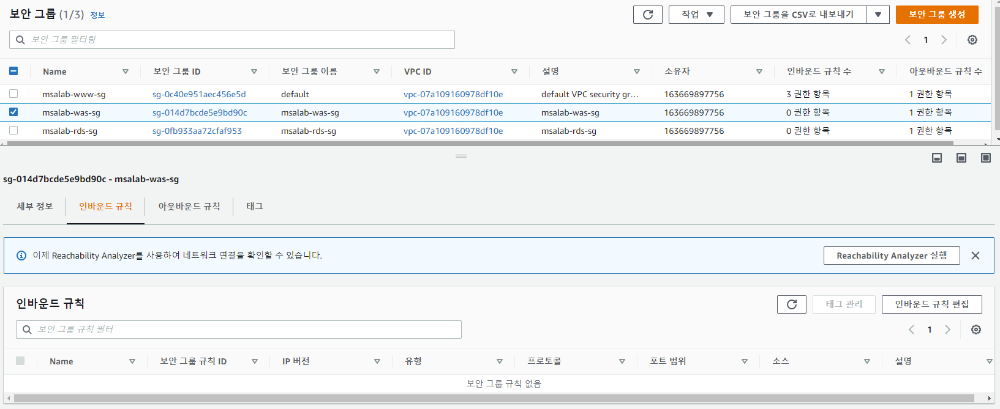 보안 그룹 (1/3) 정보
작업
보안 그룹을 CSV로 내보내기
보안 그룹 생성
보안 그룹 필터링
1
Name 보안 그룹 ID 보안 그룹 이름 VPC ID 설명 소유자 인바운드 규칙 수 아웃바운드 규칙 수
msalab-www-sg sg-0c40e951aec456e5d default vpc-07a109160978df10e default VPC security gr... 163669897756 3 권한 항목 1 권한 항목
msalab-was-sg sg-014d7bcde5e9bd90c msalab-was-sg vpc-07a109160978df10e msalab-was-sg 163669897756 0 권한 항목 1 권한 항목
msalab-rds-sg sg-0fb933aa72cfaf953 msalab-rds-sg vpc-07a109160978df10e msalab-rds-sg 163669897756 0 권한 항목 1 권한 항목
sg-014d7bcde5e9bd90c - msalab-was-sg
세부 정보 인바운드 규칙 아웃바운드 규칙 태그
이제 Reachability Analyzer를 사용하여 네트워크 연결을 확인할 수 있습니다.
Reachability Analyzer 실행
인바운드 규칙
태그 관리
인바운드 규칙 편집
보안 그룹 규칙 필터
1
Name 보안 그룹 규칙 ID IP 버전 유형 프로토콜 포트 범위 소스 설명
보안 그룹 규칙 없음